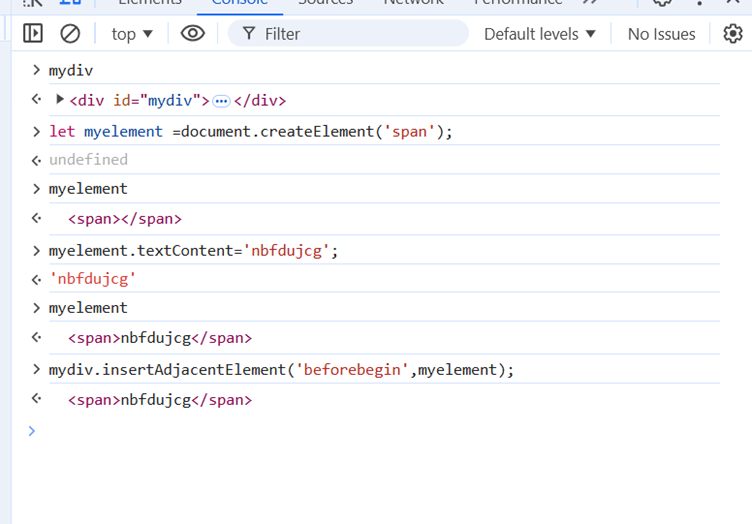 Elements Console Sources Network Performance
top Filter Default levels No Issues
mydiv
<div id="mydiv">…</div>
let myelement =document.createElement('span');
undefined
myelement
<span></span>
myelement.textContent='nbfdujcg';
'nbfdujcg'
myelement
<span>nbfdujcg</span>
mydiv.insertAdjacentElement('beforebegin',myelement);
<span>nbfdujcg</span>